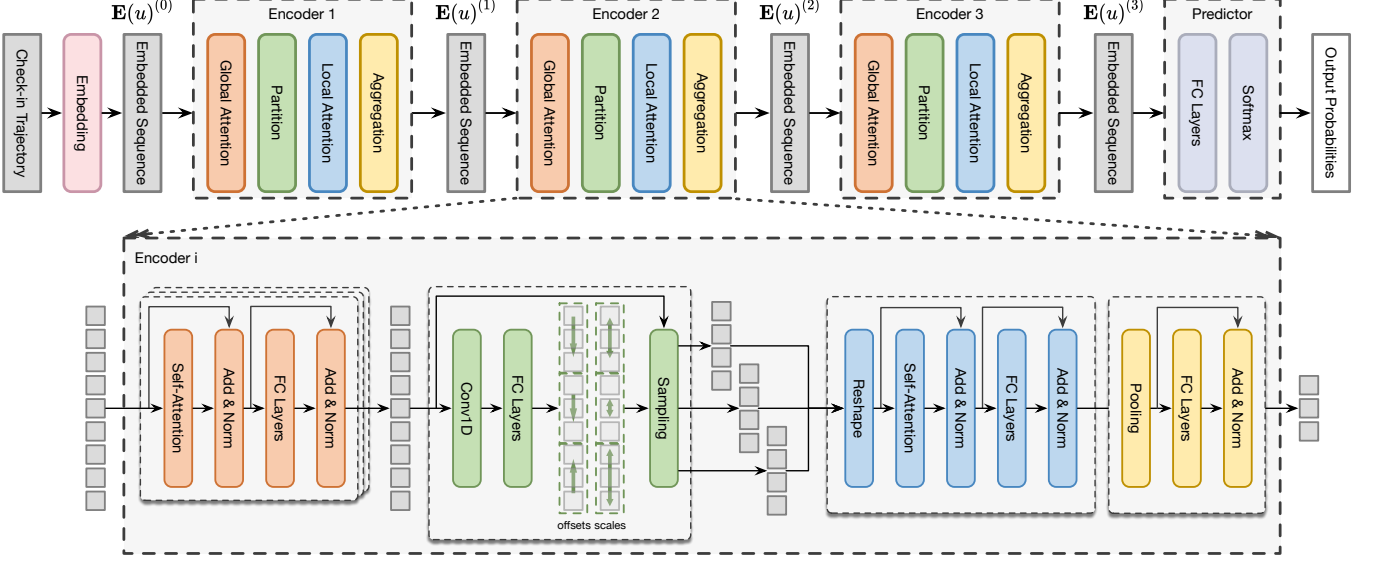 E(u)^(0)
Encoder 1
E(u)^(1)
Encoder 2
E(u)^(2)
Encoder 3
E(u)^(3)
Predictor
Check-in Trajectory
Embedding
Embedded Sequence
Global Attention
Partition
Local Attention
Aggregation
Embedded Sequence
Global Attention
Partition
Local Attention
Aggregation
Embedded Sequence
Global Attention
Partition
Local Attention
Aggregation
Embedded Sequence
FC Layers
Softmax
Output Probabilities
Encoder i
Self-Attention
Add & Norm
FC Layers
Add & Norm
Conv1D
FC Layers
offsets scales
Sampling
Reshape
Self-Attention
Add & Norm
FC Layers
Add & Norm
Pooling
FC Layers
Add & Norm